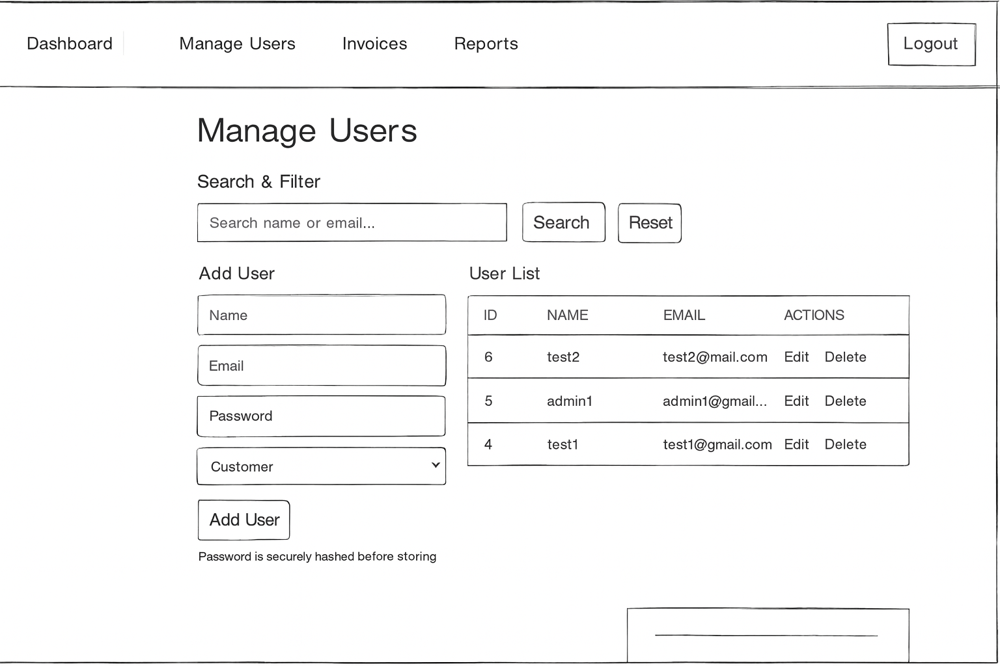 Dashboard Manage Users Invoices Reports Logout
Manage Users
Search & Filter
Search name or email...
Search
Reset
Add User
Name
Email
Password
Customer
Add User
Password is securely hashed before storing
User List
ID NAME EMAIL ACTIONS
6 test2 test2@mail.com Edit Delete
5 admin1 admin1@gmail... Edit Delete
4 test1 test1@gmail.com Edit Delete